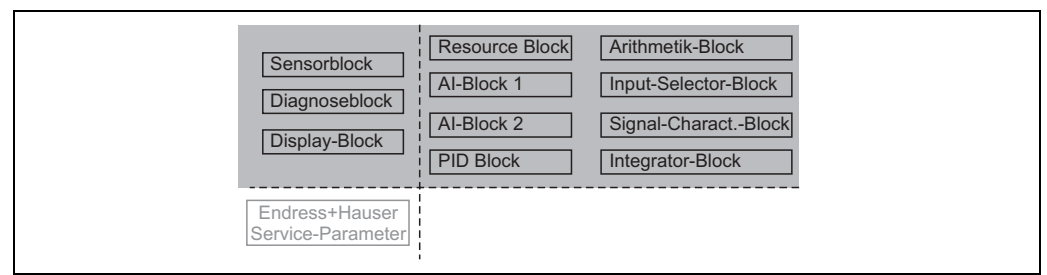 Sensorblock
Diagnoseblock
Display-Block
Resource Block
AI-Block 1
AI-Block 2
PID Block
Arithmetik-Block
Input-Selector-Block
Signal-Charact.-Block
Integrator-Block
Endress+Hauser
Service-Parameter